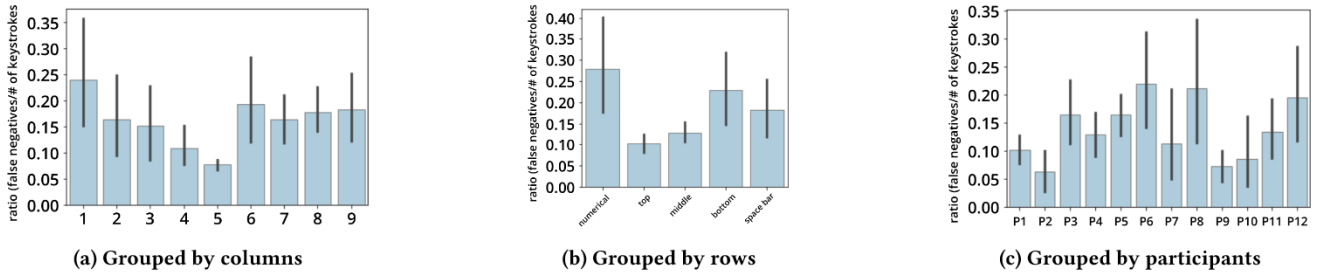 ratio (false negatives/# of keystrokes
0.35
0.30
0.25
0.20
0.15
0.10
0.05
0.00
1 2 3 4 5 6 7 8 9
(a) Grouped by columns
ratio (false negatives/# of keystrokes
0.40
0.35
0.30
0.25
0.20
0.15
0.10
0.05
0.00
numerical top middle bottom space bar
(b) Grouped by rows
ratio (false negatives/# of keystrokes
0.35
0.30
0.25
0.20
0.15
0.10
0.05
0.00
P1 P2 P3 P4 P5 P6 P7 P8 P9 P10 P11 P12
(c) Grouped by participants